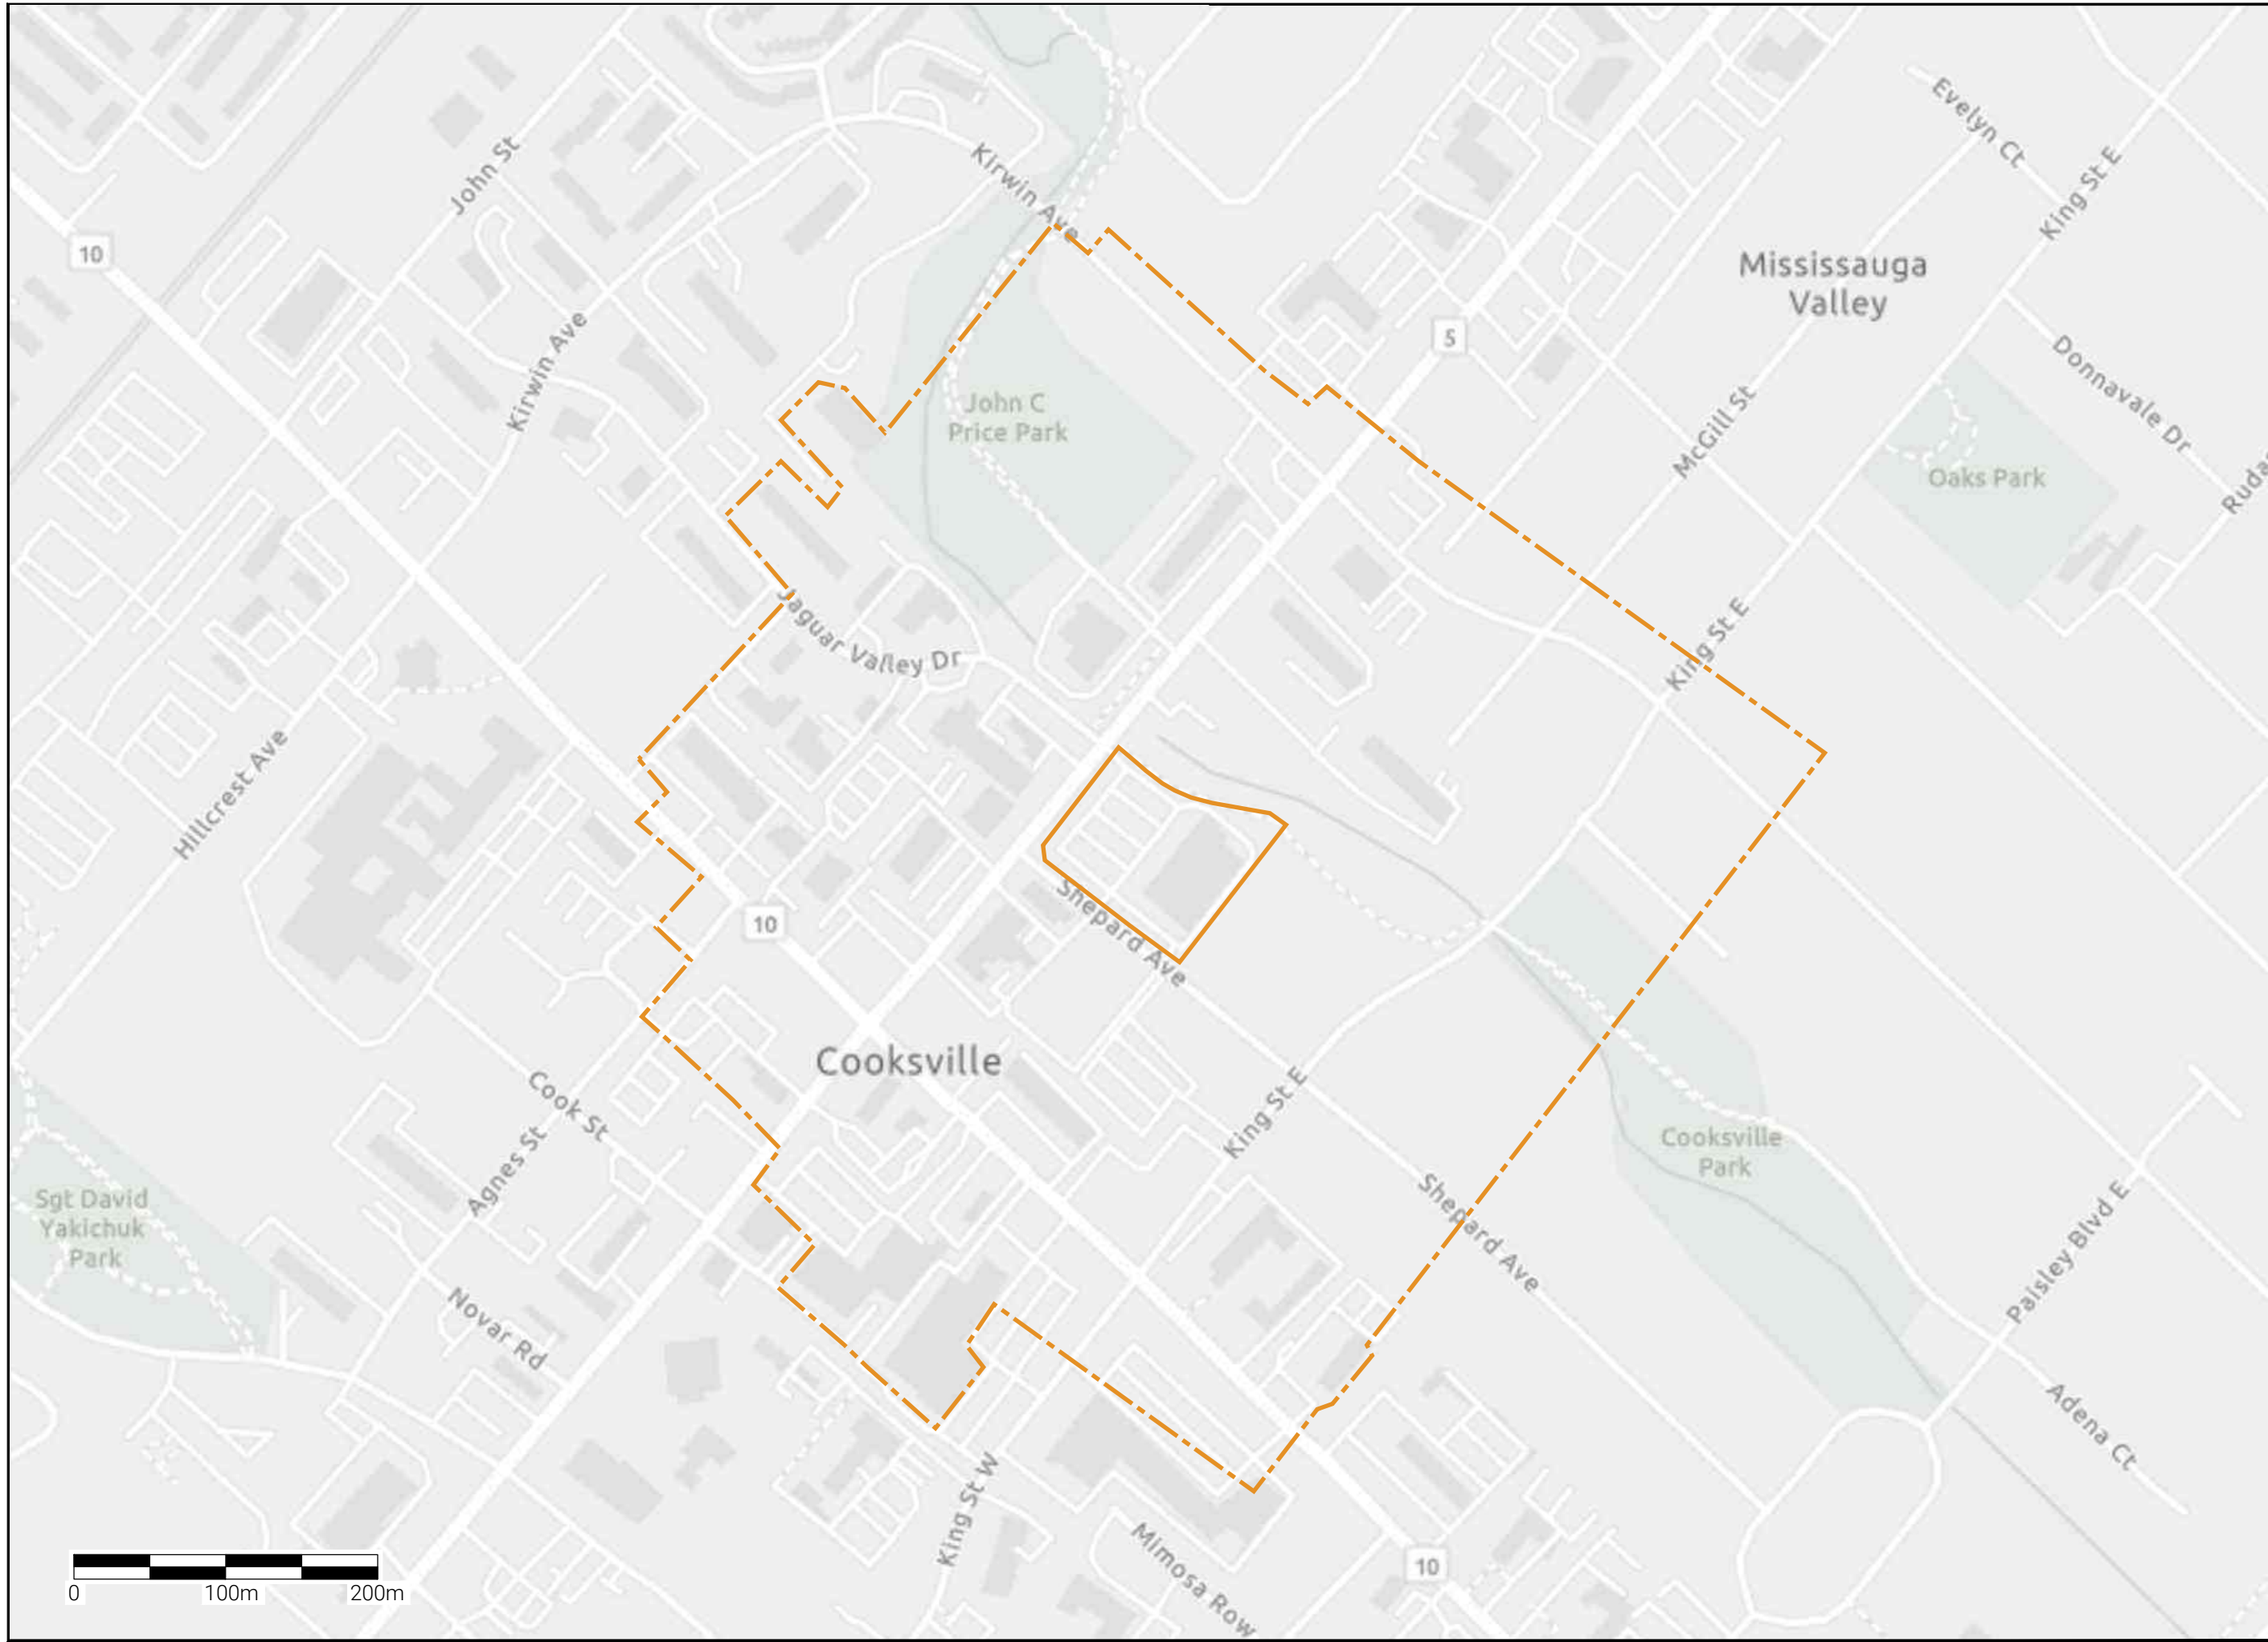 John St
Kirwin Ave
Evelyn Ct
King St E
10
Mississauga
Valley
5
Kirwin Ave
Donnavale Dr
John C
Price Park
McGill St
Oaks Park
Jaguar Valley Dr
King St E
Hillcrest Ave
Shepard Ave
10
Cooksville
Cook St
King St E
Agnes St
Cooksville
Park
Shepard Ave
Sgt David
Yakichuk
Park
Paisley Blvd E
Novar Rd
Adena Ct
King St W
Mimosa Row
10
0
100m
200m